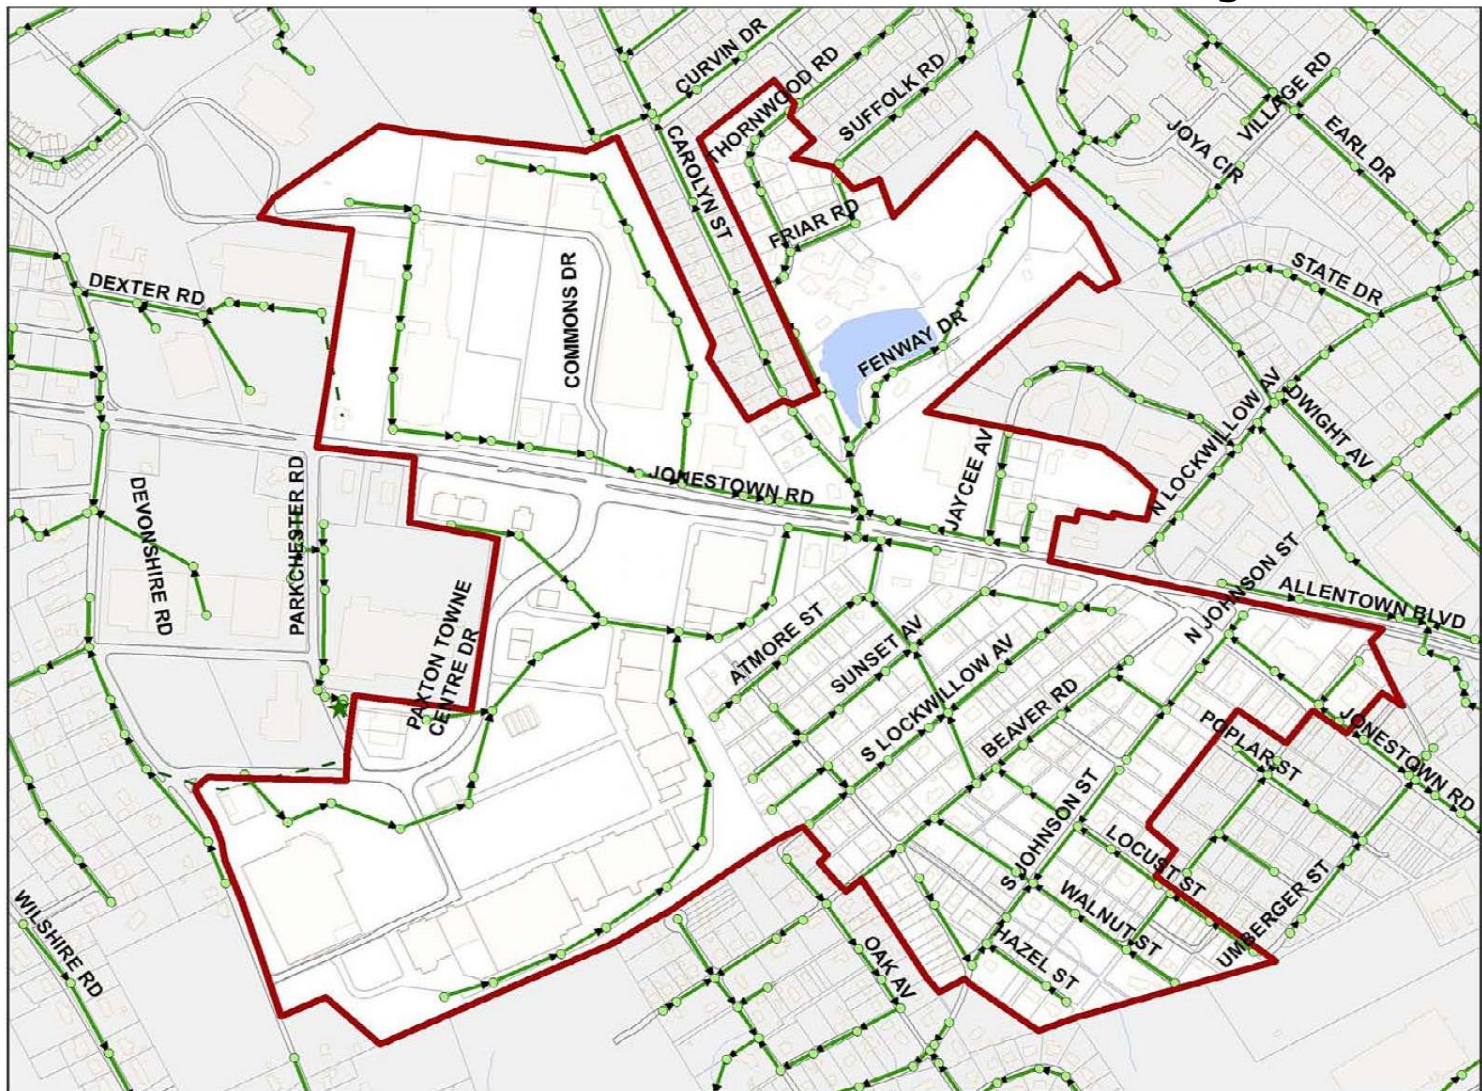 CURVIN DR
THORNWOOD RD
SUFFOLK RD
VILLAGE RD
JOYA CIR
EARL DR
CAROLYN ST
FRIAR RD
STATE DR
DEXTER RD
COMMONS DR
FENWAY DR
N LOCKWILLOW AV
DWIGHT AV
JONESTOWN RD
JAYCEE AV
DEVONSHIRE RD
PARKCHESTER RD
N JOHNSON ST
ALLENTOWN BLVD
PAXTON TOWNE
CENTRE DR
ATMORE ST
SUNSET AV
S LOCKWILLOW AV
BEAVER RD
POPLAR ST
JONESTOWN RD
S JOHNSON ST
LOCUST ST
WALNUT ST
UMBERGER ST
HAZEL ST
OAK AV
WILSHIRE RD